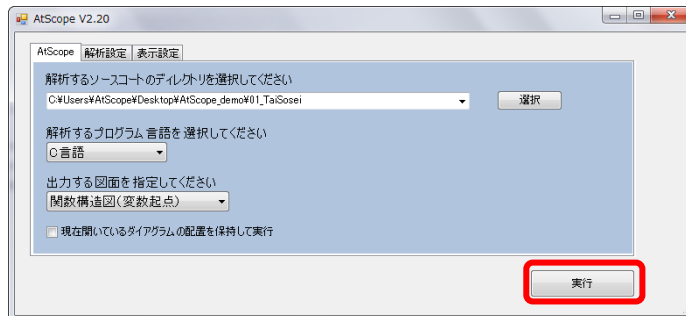 AtScope V2.20
AtScope 解析設定 表示設定
解析するソースコートのディレクトリを選択してください
C:¥Users¥AtScope¥Desktop¥AtScope_demo¥01_TaiSosei 選択
解析するプログラム言語を選択してください
C言語
出力する図面を指定してください
関数構造図(変数起点)
現在開いているダイアグラムの配置を保持して実行
実行